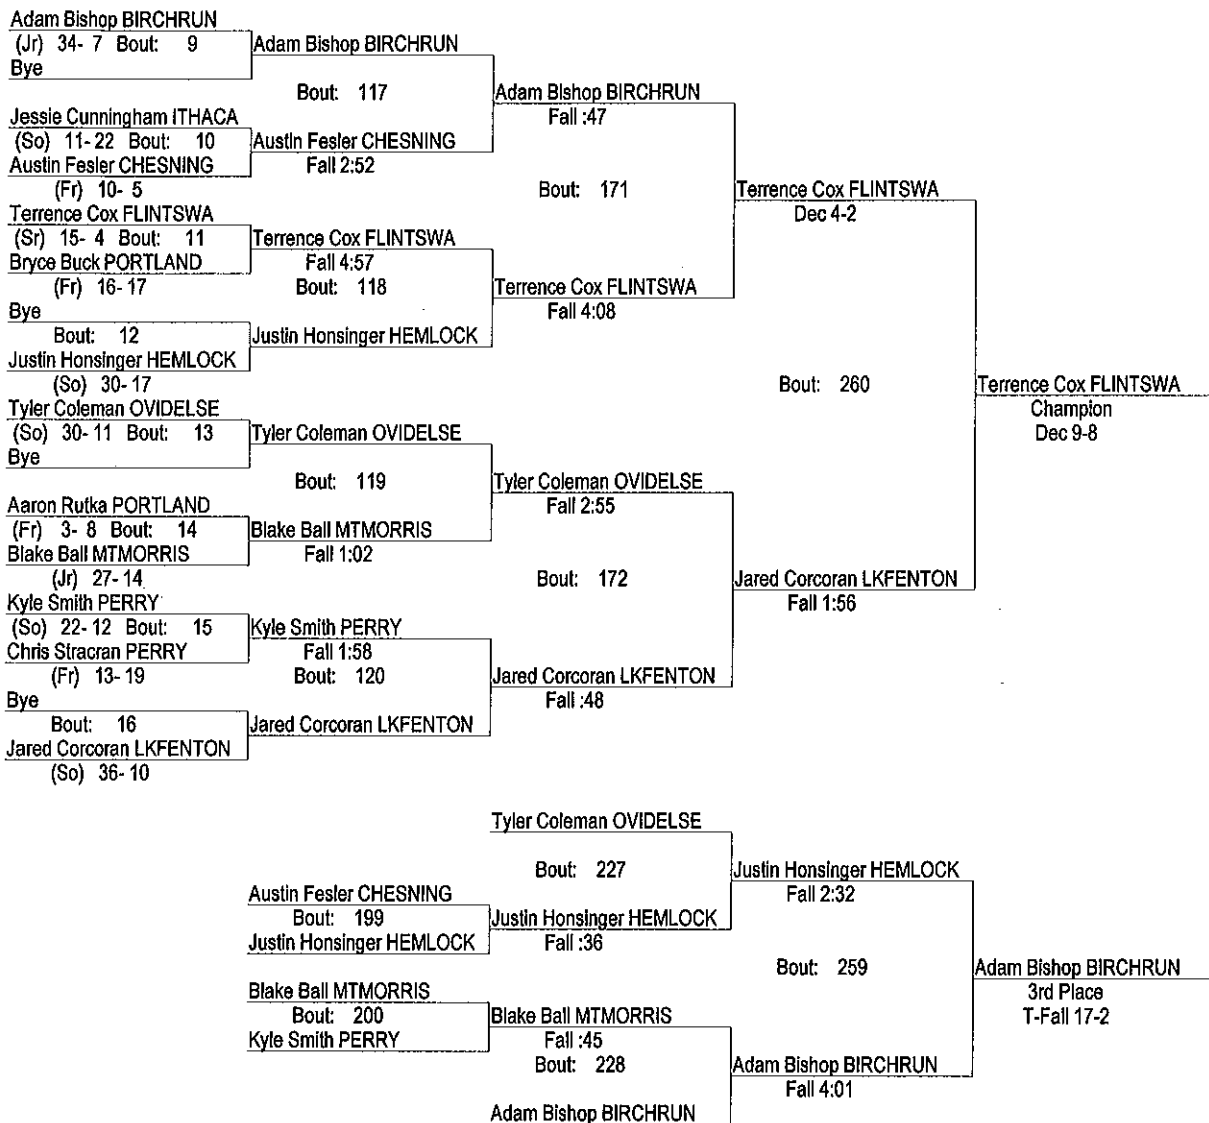 Adam Bishop BIRCHRUN
(Jr) 34- 7 Bout: 9
Bye
Jessie Cunningham ITHACA
(So) 11- 22 Bout: 10
Austin Fesler CHESNING
(Fr) 10- 5
Terrence Cox FLINTSWA
(Sr) 15- 4 Bout: 11
Bryce Buck PORTLAND
(Fr) 16- 17
Bye
Bout: 12
Justin Honsinger HEMLOCK
(So) 30- 17
Tyler Coleman OVIDELSE
(So) 30- 11 Bout: 13
Bye
Aaron Rutka PORTLAND
(Fr) 3- 8 Bout: 14
Blake Ball MTMORRIS
(Jr) 27- 14
Kyle Smith PERRY
(So) 22- 12 Bout: 15
Chris Stracran PERRY
(Fr) 13- 19
Bye
Bout: 16
Jared Corcoran LKFENTON
(So) 36- 10
Adam Bishop BIRCHRUN
Bout: 117
Austin Fesler CHESNING
Fall 2:52
Terrence Cox FLINTSWA
Fall 4:57
Bout: 118
Justin Honsinger HEMLOCK
Tyler Coleman OVIDELSE
Bout: 119
Blake Ball MTMORRIS
Fall 1:02
Kyle Smith PERRY
Fall 1:58
Bout: 120
Jared Corcoran LKFENTON
Adam Bishop BIRCHRUN
Fall :47
Bout: 171
Terrence Cox FLINTSWA
Fall 4:08
Tyler Coleman OVIDELSE
Fall 2:55
Bout: 172
Jared Corcoran LKFENTON
Fall :48
Terrence Cox FLINTSWA
Dec 4-2
Bout: 260
Jared Corcoran LKFENTON
Fall 1:56
Terrence Cox FLINTSWA
Champion
Dec 9-8
Austin Fesler CHESNING
Bout: 199
Justin Honsinger HEMLOCK
Blake Ball MTMORRIS
Bout: 200
Kyle Smith PERRY
Tyler Coleman OVIDELSE
Bout: 227
Justin Honsinger HEMLOCK
Fall :36
Blake Ball MTMORRIS
Fall :45
Bout: 228
Adam Bishop BIRCHRUN
Justin Honsinger HEMLOCK
Fall 2:32
Bout: 259
Adam Bishop BIRCHRUN
Fall 4:01
Adam Bishop BIRCHRUN
3rd Place
T-Fall 17-2